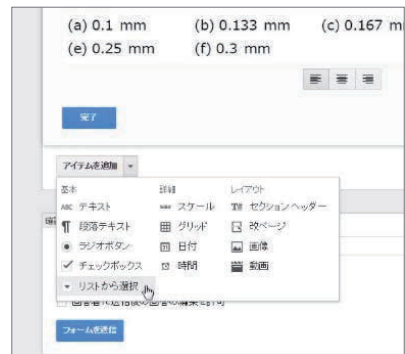 (a) 0.1 mm (b) 0.133 mm (c) 0.167 m
(e) 0.25 mm (f) 0.3 mm
完了
アイテムを追加
基本 詳細 レイアウト
ABC テキスト スケール セクションヘッダー
段落テキスト グリッド 改ページ
ラジオボタン 日付 画像
チェックボックス 時間 動画
リストから選択
フォームを送信